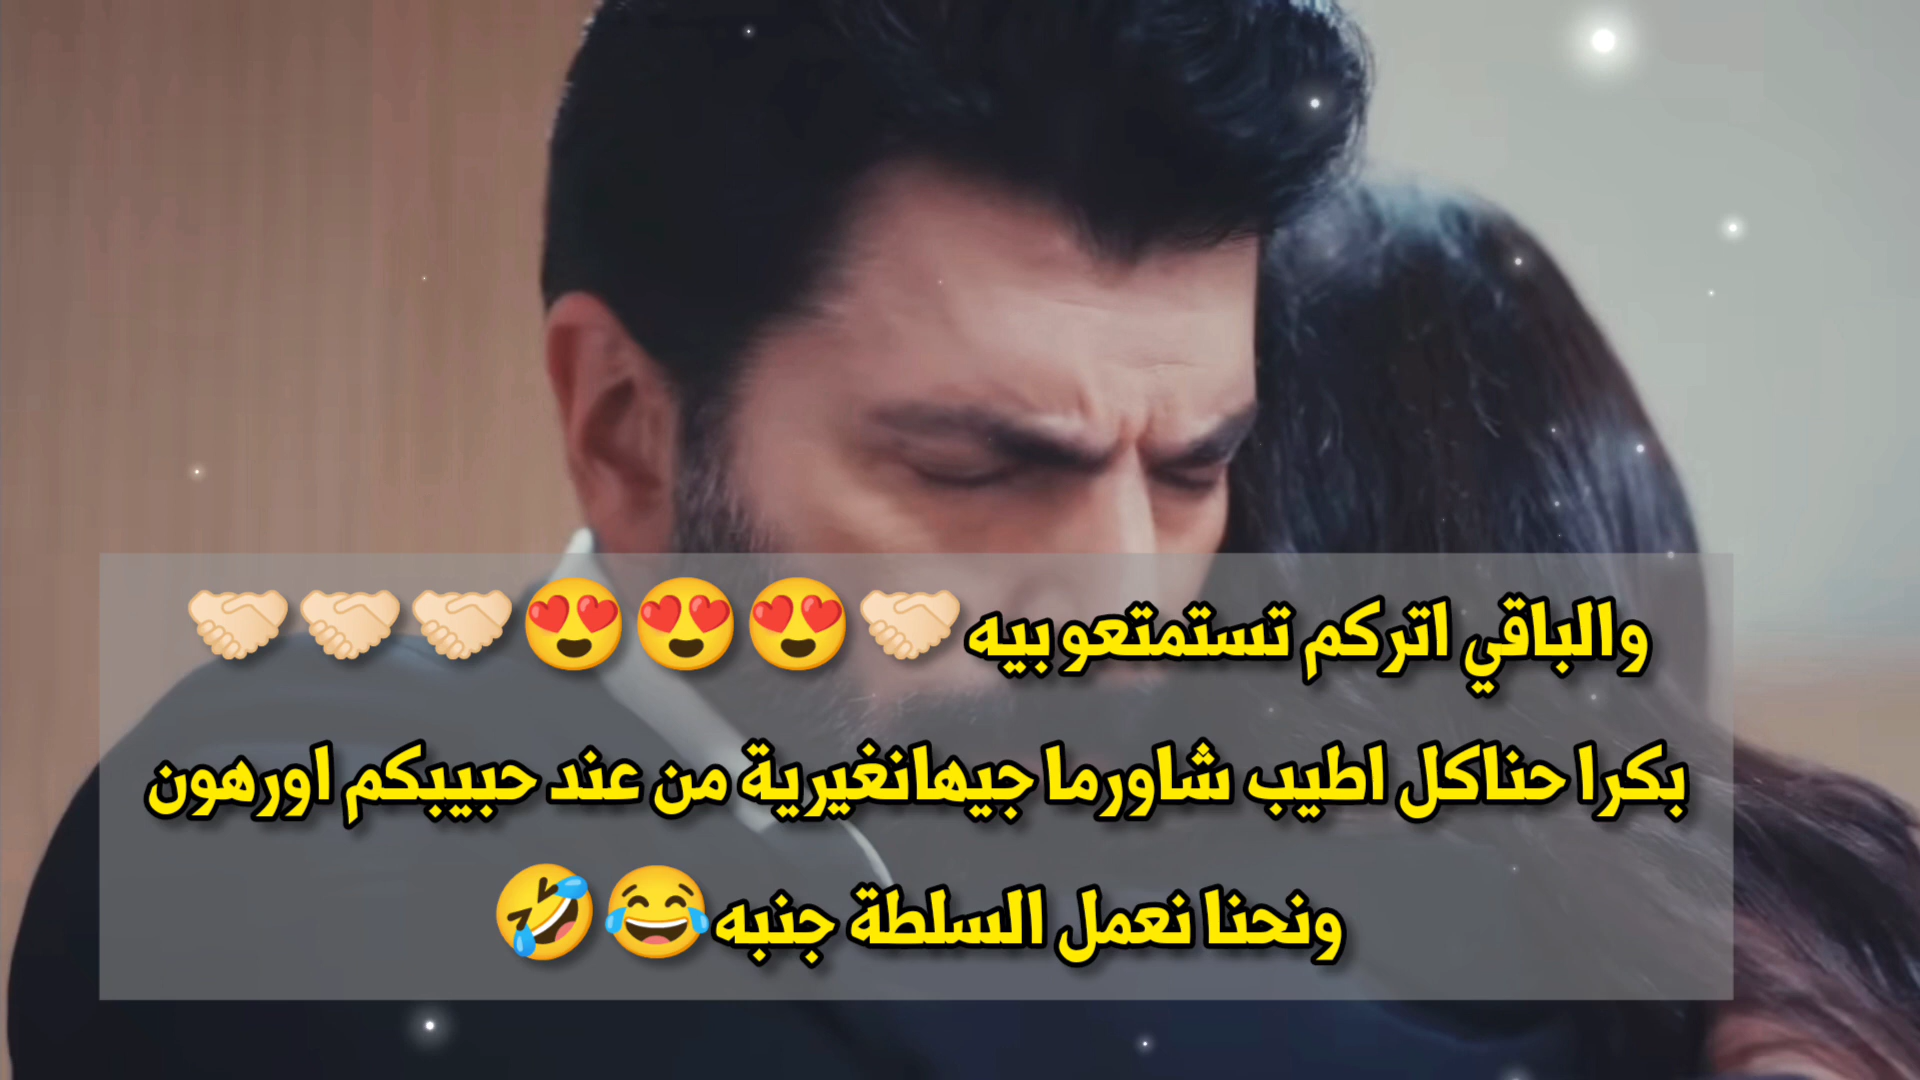 والباقي اتركم تستمتعو بيه🤝🏻😍😍😍🤝🏻🤝🏻🤝🏻
بكرا حناكل اطيب شاورما جيهانغيرية من عند حبيبكم اورهون
ونحنا نعمل السلطة جنبه😂🤣